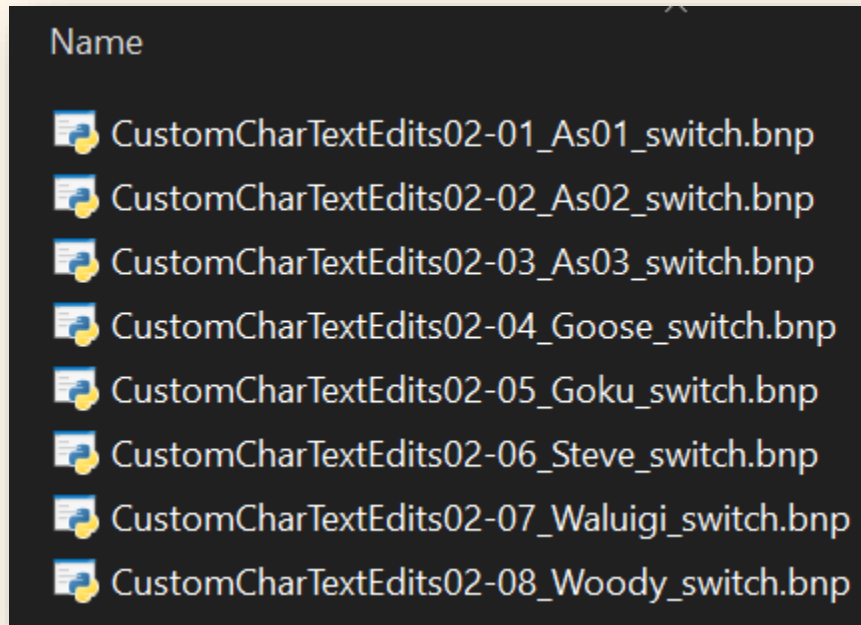 Name
CustomCharTextEdits02-01_As01_switch.bnp
CustomCharTextEdits02-02_As02_switch.bnp
CustomCharTextEdits02-03_As03_switch.bnp
CustomCharTextEdits02-04_Goose_switch.bnp
CustomCharTextEdits02-05_Goku_switch.bnp
CustomCharTextEdits02-06_Steve_switch.bnp
CustomCharTextEdits02-07_Waluigi_switch.bnp
CustomCharTextEdits02-08_Woody_switch.bnp